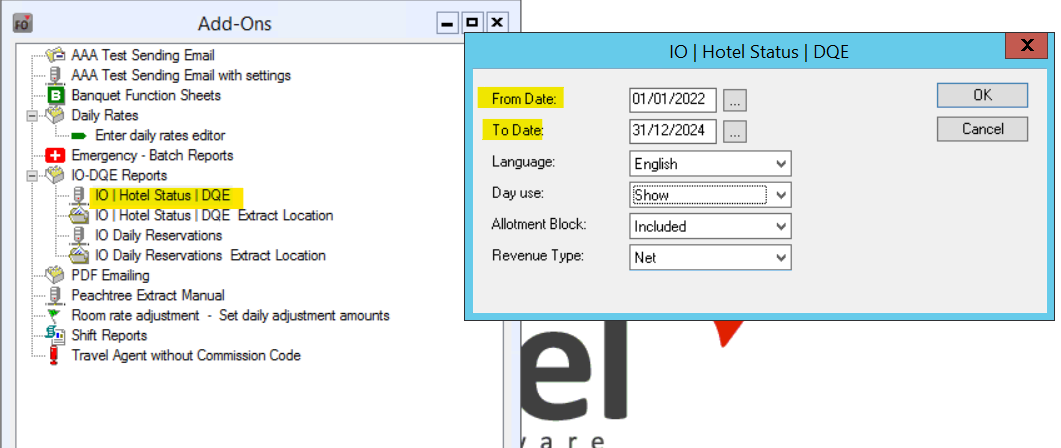 FO
Add-Ons
AAA Test Sending Email
AAA Test Sending Email with settings
B
Banquet Function Sheets
Daily Rates
Enter daily rates editor
Emergency - Batch Reports
IO-DQE Reports
IO | Hotel Status | DQE
IO | Hotel Status | DQE Extract Location
IO Daily Reservations
IO Daily Reservations Extract Location
PDF Emailing
Peachtree Extract Manual
Room rate adjustment - Set daily adjustment amounts
Shift Reports
Travel Agent without Commission Code
IO | Hotel Status | DQE
X
From Date: 01/01/2022 ... OK
To Date: 31/12/2024 ... Cancel
Language: English
Day use: Show
Allotment Block: Included
Revenue Type: Net
el
ware